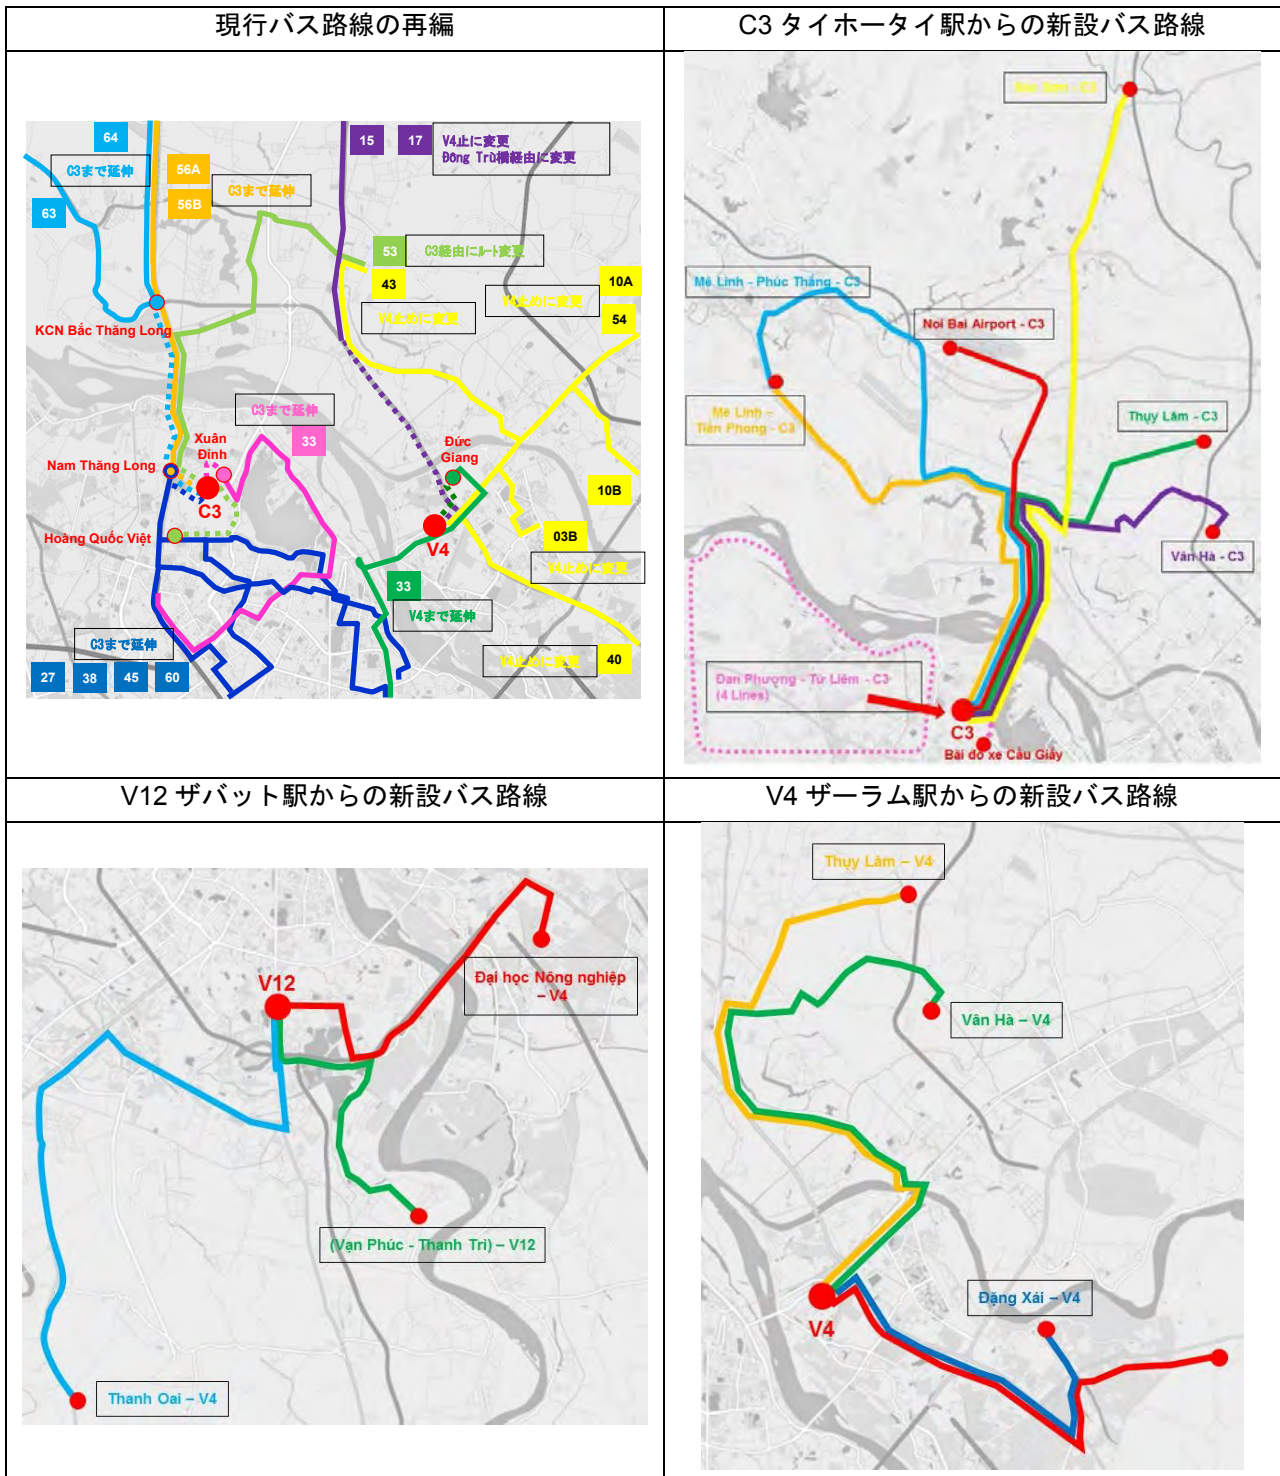 現行バス路線の再編
C3 タイホータイ駅からの新設バス路線
64
C3まで延伸
56A
56B
C3まで延伸
63
15
17
V4止に変更
Đông Trù橋経由に変更
53
C3経由にルート変更
43
V4止めに変更
10A
V4止めに変更
54
KCN Bắc Thăng Long
C3まで延伸
33
Xuân
Đỉnh
Nam Thăng Long
C3
Hoàng Quốc Việt
Đức
Giang
V4
10B
03B
V4止めに変更
33
V4まで延伸
C3まで延伸
27
38
45
60
V4止めに変更
40
Mê Linh - Phúc Thắng - C3
Noi Bai Airport - C3
Mê Linh –
Tiền Phong - C3
Thụy Lâm - C3
Vân Hà - C3
Đan Phượng - Từ Liêm - C3
(4 Lines)
C3
Bãi đỗ xe Cầu Giấy
V12 ザバット駅からの新設バス路線
V4 ザーラム駅からの新設バス路線
V12
Đại học Nông nghiệp
– V4
(Vạn Phúc - Thanh Trì) – V12
Thanh Oai – V4
Thụy Lâm – V4
Vân Hà – V4
Đặng Xái – V4
V4